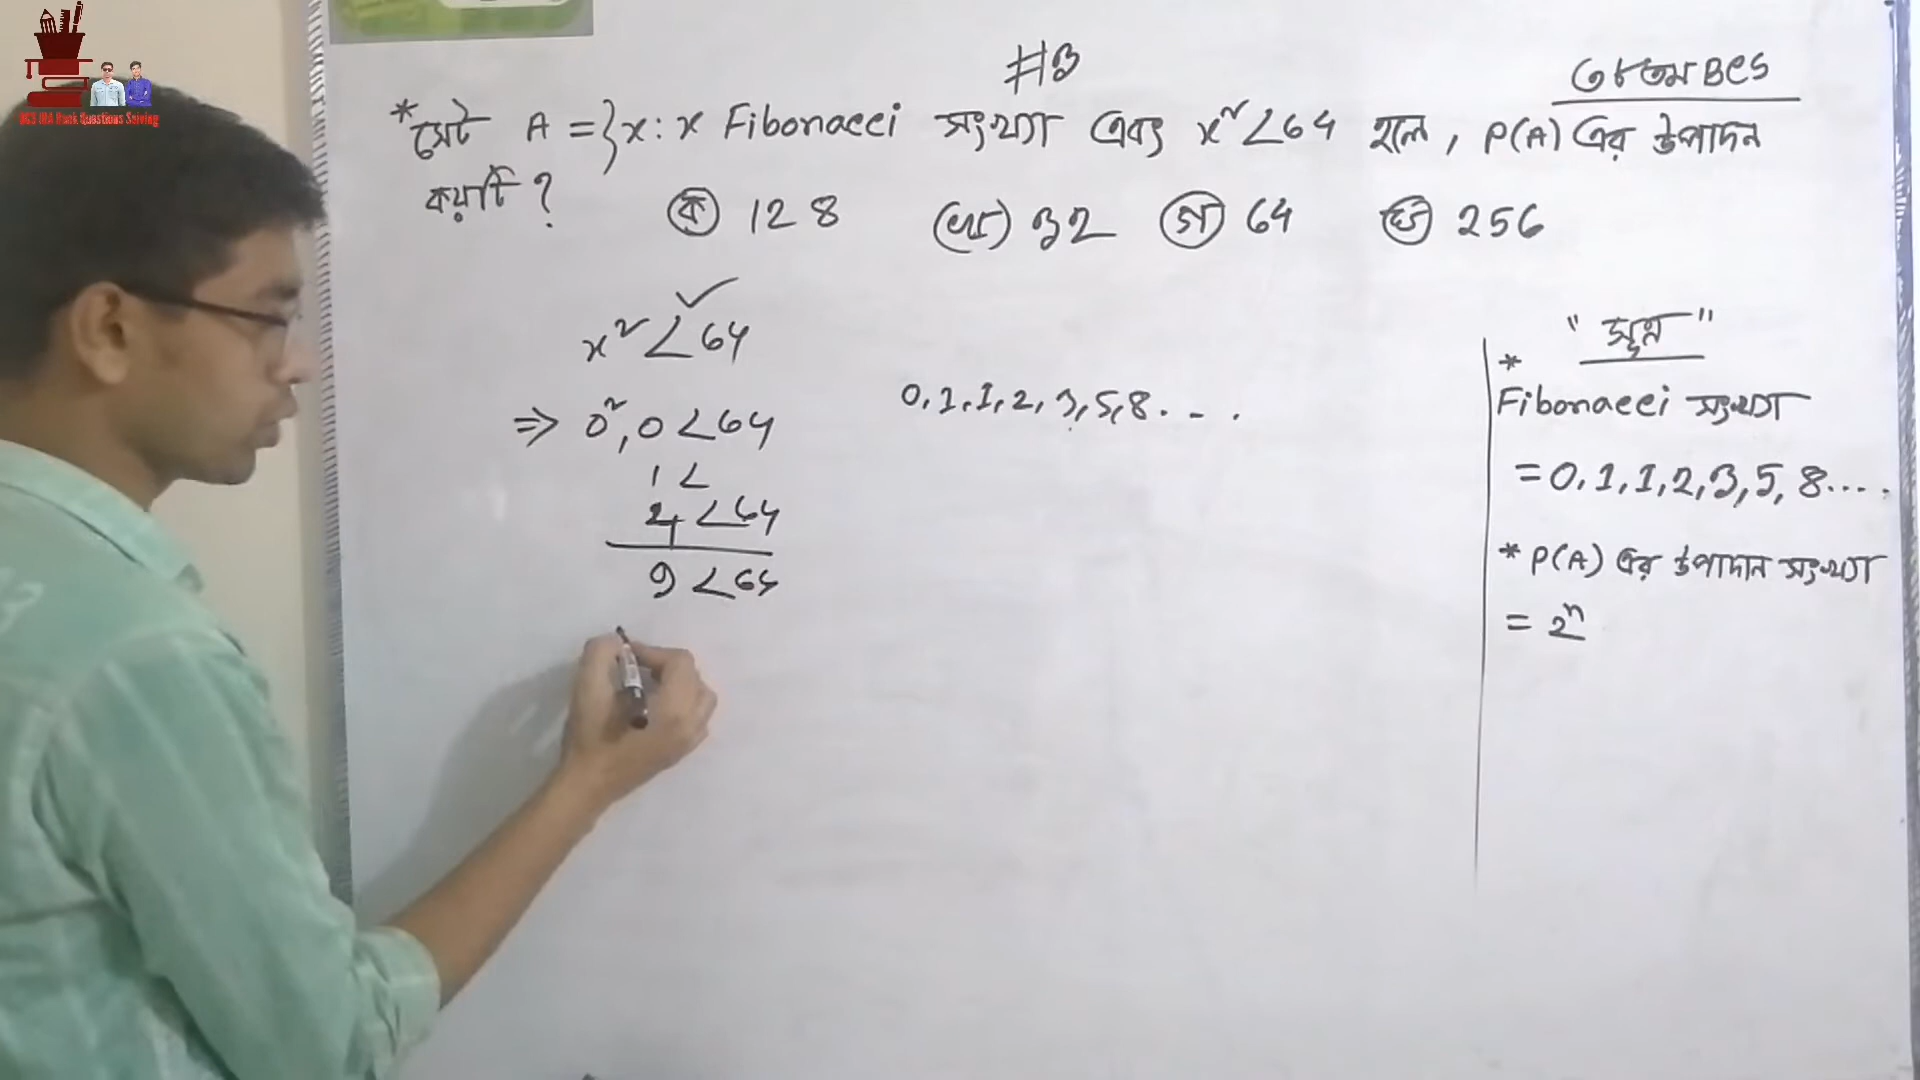 #3
৩৮তম BCS
* সেট A = {x : x Fibonacci সংখ্যা এবং x² < 64 হলে, P(A) এর উপাদান
কয়টি ?
(ক) 128 (খ) 32 (গ) 64 (ঘ) 256
x² < 64
⇒ 0², 0 < 64
1 <
4 < 64
9 < 64
0, 1, 1, 2, 3, 5, 8 . . .
" সূত্র "
* Fibonacci সংখ্যা
= 0, 1, 1, 2, 3, 5, 8 ....
* P(A) এর উপাদান সংখ্যা
= 2ⁿ